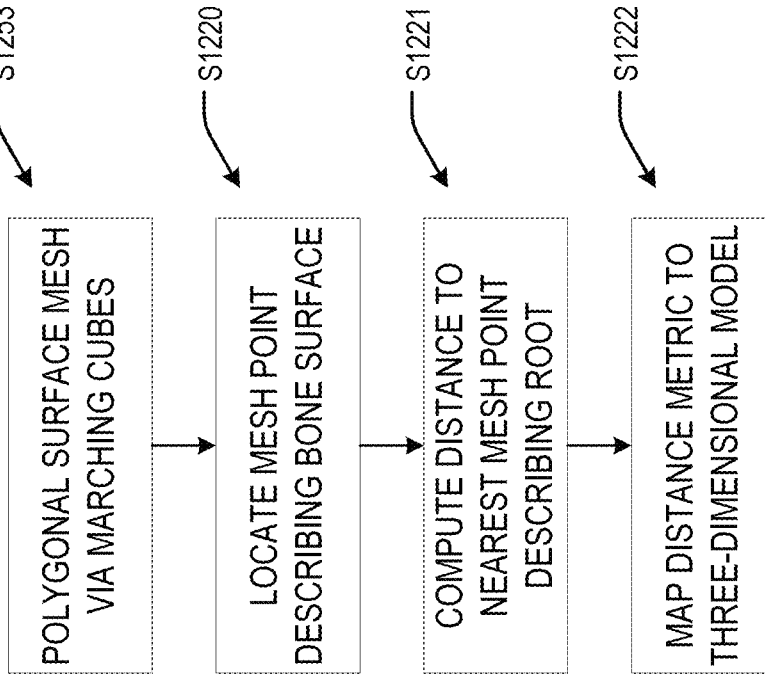 S1253
POLYGONAL SURFACE MESH
VIA MARCHING CUBES
S1220
LOCATE MESH POINT
DESCRIBING BONE SURFACE
S1221
COMPUTE DISTANCE TO
NEAREST MESH POINT
DESCRIBING ROOT
S1222
MAP DISTANCE METRIC TO
THREE-DIMENSIONAL MODEL